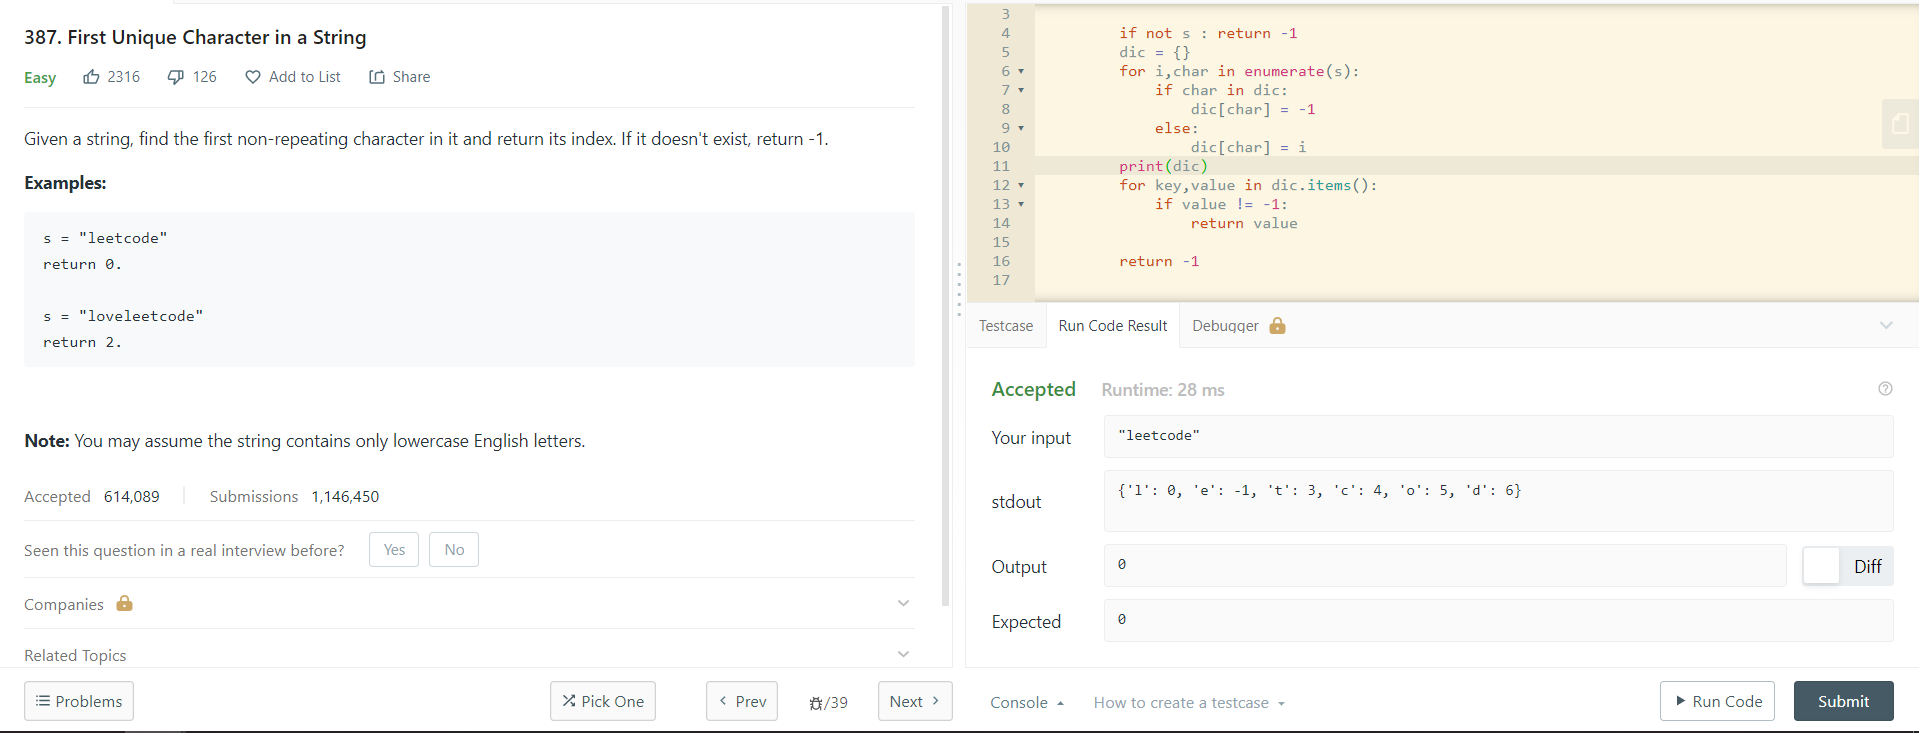 387. First Unique Character in a String
Easy 2316 126 Add to List Share
Given a string, find the first non-repeating character in it and return its index. If it doesn't exist, return -1.
Examples:
s = "leetcode"
return 0.
s = "loveleetcode"
return 2.
Note: You may assume the string contains only lowercase English letters.
Accepted 614,089 Submissions 1,146,450
Seen this question in a real interview before? Yes No
Companies
Related Topics
Problems Pick One < Prev /39 Next >
3
4 if not s : return -1
5 dic = {}
6 for i,char in enumerate(s):
7 if char in dic:
8 dic[char] = -1
9 else:
10 dic[char] = i
11 print(dic)
12 for key,value in dic.items():
13 if value != -1:
14 return value
15
16 return -1
17
Testcase Run Code Result Debugger
Accepted Runtime: 28 ms
Your input "leetcode"
stdout {'l': 0, 'e': -1, 't': 3, 'c': 4, 'o': 5, 'd': 6}
Output 0 Diff
Expected 0
Console How to create a testcase Run Code Submit